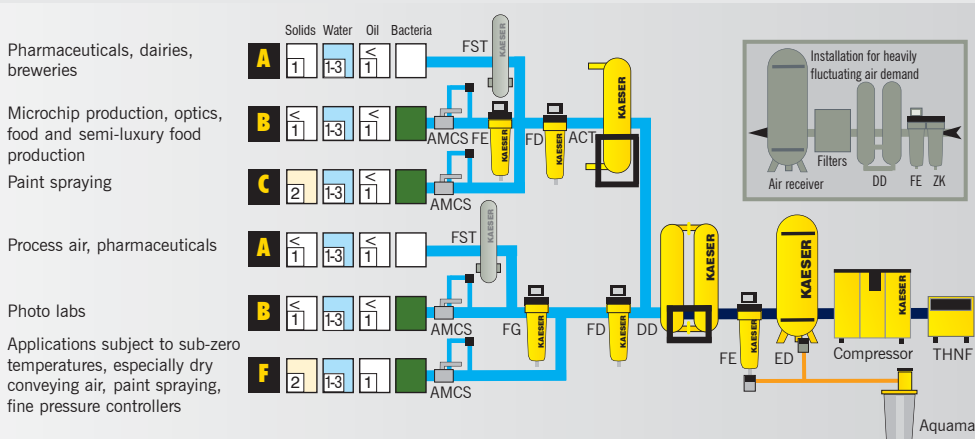 Solids Water Oil Bacteria
Pharmaceuticals, dairies,
breweries
A
<
1
1-3
<
1
FST
KAESER
Microchip production, optics,
food and semi-luxury food
production
B
<
1
1-3
<
1
AMCS FE
KAESER
FD
KAESER
ACT
KAESER
Paint spraying
C
2
1-3
<
1
AMCS
Process air, pharmaceuticals
A
<
1
1-3
<
1
FST
KAESER
Photo labs
B
<
1
1-3
<
1
AMCS
FG
KAESER
FD
KAESER
DD
KAESER
Applications subject to sub-zero
temperatures, especially dry
conveying air, paint spraying,
fine pressure controllers
F
2
1-3
1
AMCS
FE
KAESER
ED
KAESER
Compressor
KAESER
THNF
Aquama
Installation for heavily
fluctuating air demand
Air receiver
Filters
DD
FE
ZK